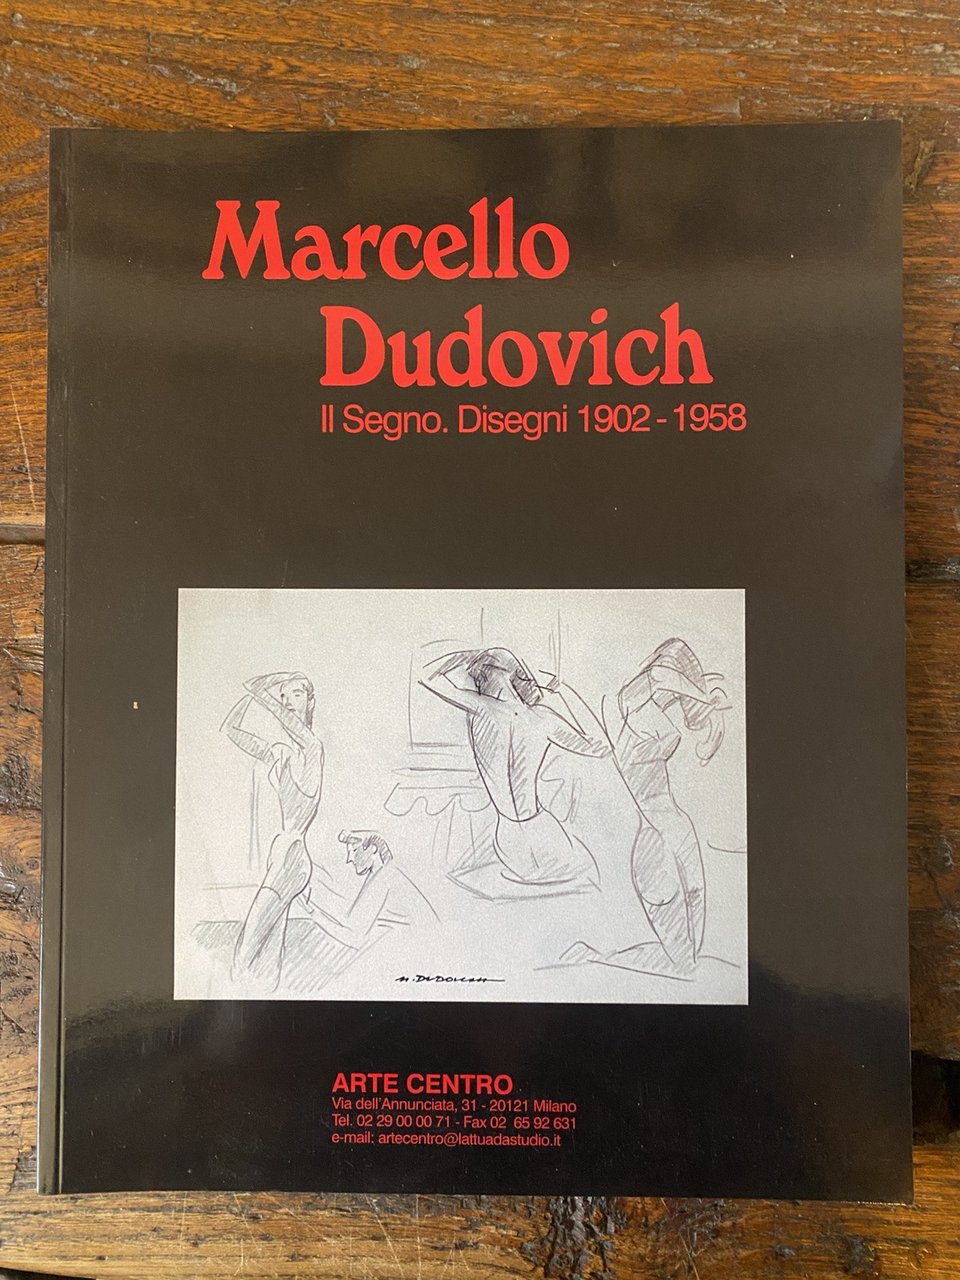 Marcello
Dudovich
Il Segno. Disegni 1902 - 1958
M. DUDOVICH
ARTE CENTRO
Via dell'Annunciata, 31 - 20121 Milano
Tel. 02 29 00 00 71 - Fax 02 65 92 631
e-mail: artecentro@lattuadastudio.it